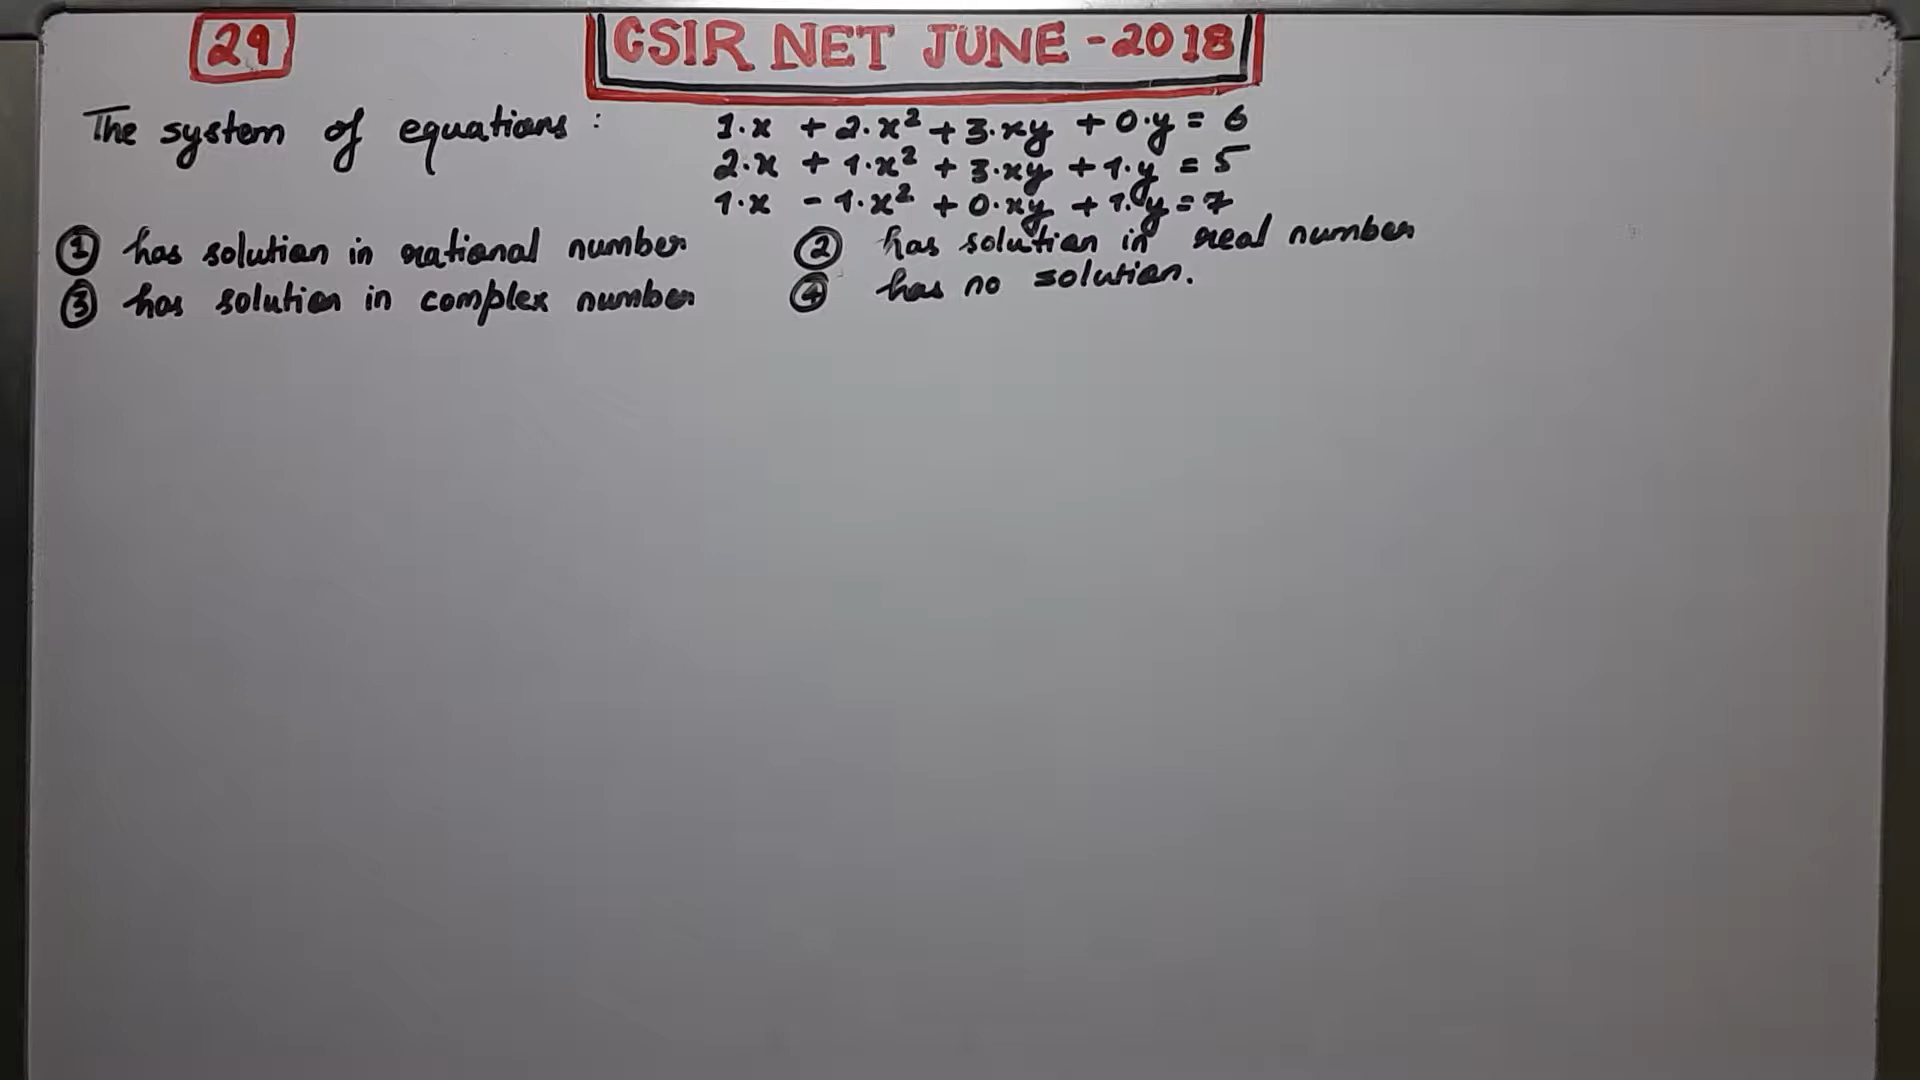 29
CSIR NET JUNE - 2018
The system of equations : 1·x + 2·x² + 3·xy + 0·y = 6
2·x + 1·x² + 3·xy + 1·y = 5
1·x - 1·x² + 0·xy + 1·y = 7
① has solution in rational number ② has solution in real number
③ has solution in complex number ④ has no solution.